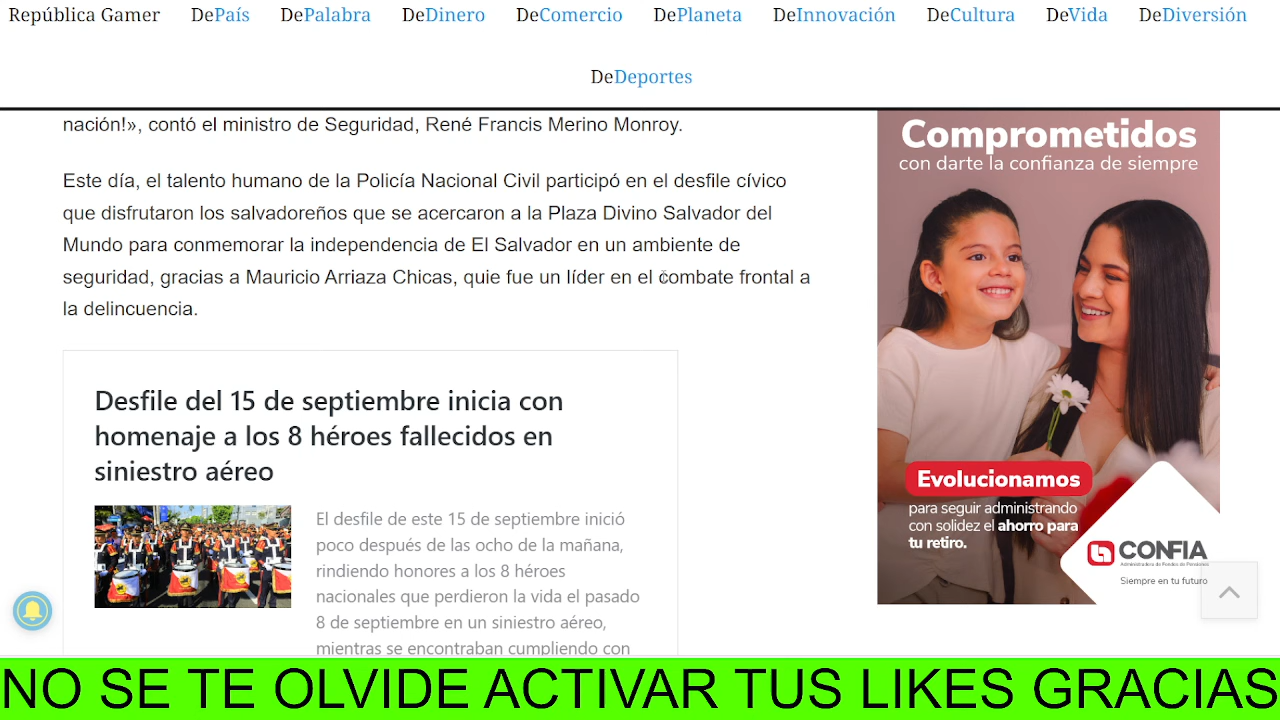 República Gamer DePaís DePalabra DeDinero DeComercio DePlaneta DeInnovación DeCultura DeVida DeDiversión
DeDeportes
nación!», contó el ministro de Seguridad, René Francis Merino Monroy.
Este día, el talento humano de la Policía Nacional Civil participó en el desfile cívico
que disfrutaron los salvadoreños que se acercaron a la Plaza Divino Salvador del
Mundo para conmemorar la independencia de El Salvador en un ambiente de
seguridad, gracias a Mauricio Arriaza Chicas, quie fue un líder en el combate frontal a
la delincuencia.
Desfile del 15 de septiembre inicia con
homenaje a los 8 héroes fallecidos en
siniestro aéreo
El desfile de este 15 de septiembre inició
poco después de las ocho de la mañana,
rindiendo honores a los 8 héroes
nacionales que perdieron la vida el pasado
8 de septiembre en un siniestro aéreo,
mientras se encontraban cumpliendo con
Comprometidos
con darte la confianza de siempre
Evolucionamos
para seguir administrando
con solidez el ahorro para
tu retiro.
CONFIA
Administradora de Fondos de Pensiones
Siempre en tu futuro
NO SE TE OLVIDE ACTIVAR TUS LIKES GRACIAS